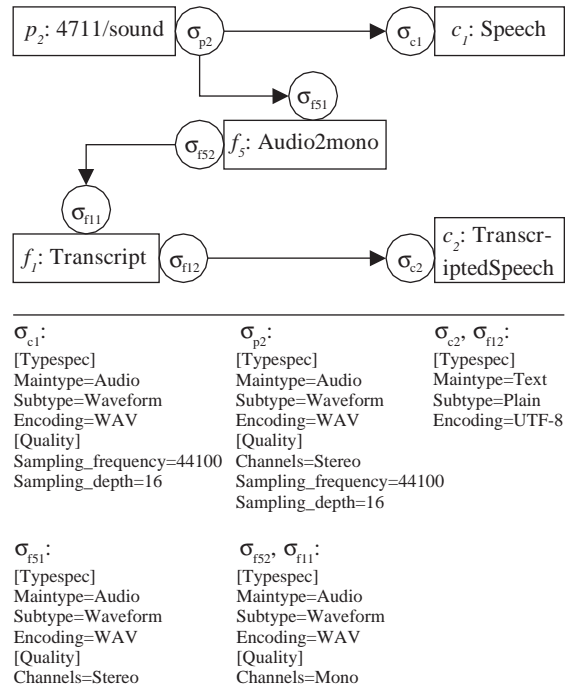 p2: 4711/sound σp2 σc1 c1: Speech
σf51
σf52 f5: Audio2mono
σf11
f1: Transcript σf12 σc2 c2: Transcr-
iptedSpeech
σc1:
[Typespec]
Maintype=Audio
Subtype=Waveform
Encoding=WAV
[Quality]
Sampling_frequency=44100
Sampling_depth=16
σp2:
[Typespec]
Maintype=Audio
Subtype=Waveform
Encoding=WAV
[Quality]
Channels=Stereo
Sampling_frequency=44100
Sampling_depth=16
σc2, σf12:
[Typespec]
Maintype=Text
Subtype=Plain
Encoding=UTF-8
σf51:
[Typespec]
Maintype=Audio
Subtype=Waveform
Encoding=WAV
[Quality]
Channels=Stereo
σf52, σf11:
[Typespec]
Maintype=Audio
Subtype=Waveform
Encoding=WAV
[Quality]
Channels=Mono